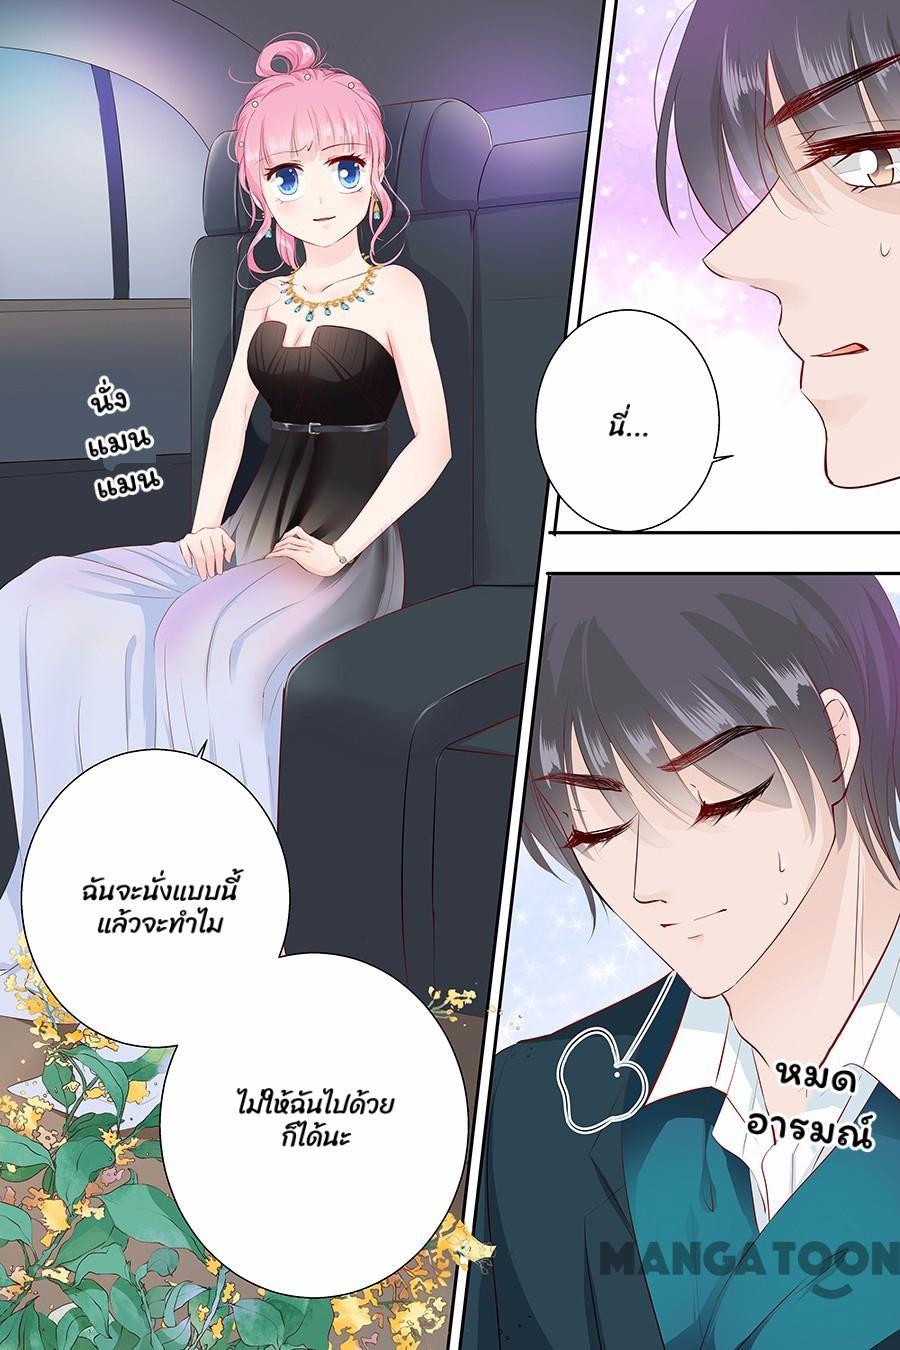 นั่ง
แมน
แมน
นี่...
ฉันจะนั่งแบบนี้
แล้วจะทำไม
ไม่ให้ฉันไปด้วย
ก็ได้นะ
หมด
อารมณ์
MANGATOON